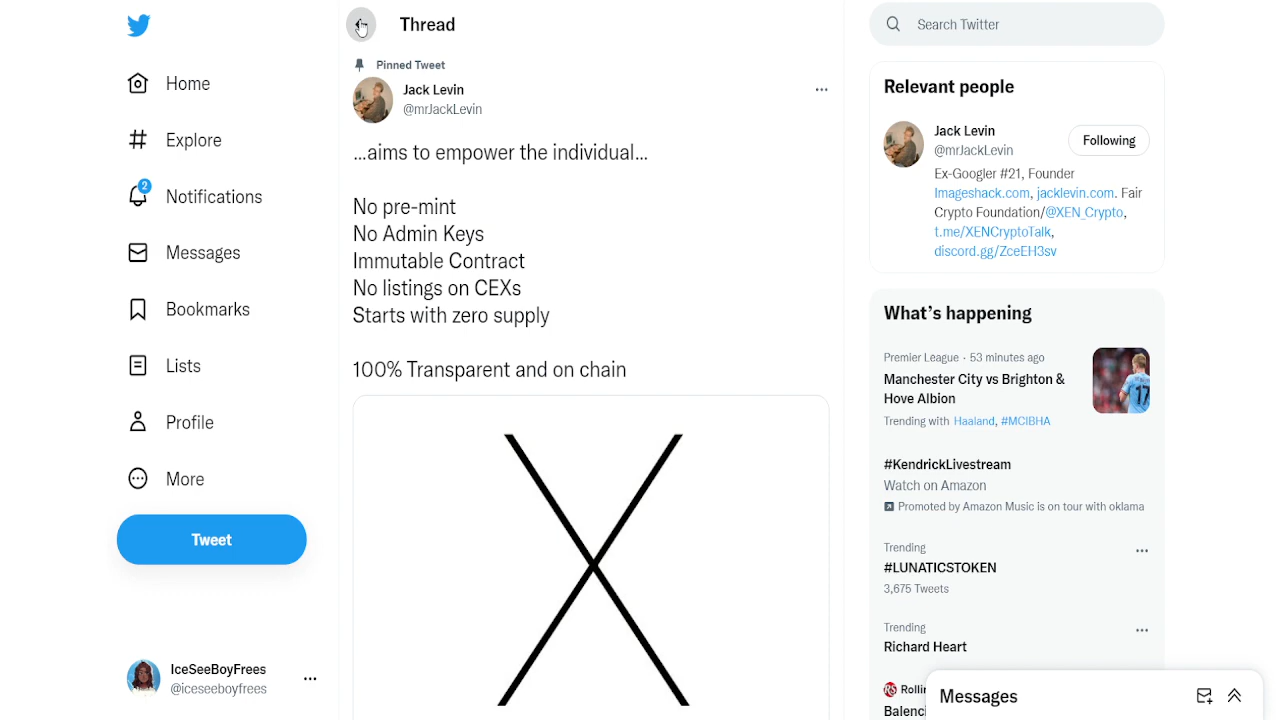 Home
Explore
2
Notifications
Messages
Bookmarks
Lists
Profile
More
Tweet
IceSeeBoyFrees
@iceseeboyfrees
Thread
Pinned Tweet
Jack Levin
@mrJackLevin
...aims to empower the individual...
No pre-mint
No Admin Keys
Immutable Contract
No listings on CEXs
Starts with zero supply
100% Transparent and on chain
X
Search Twitter
Relevant people
Jack Levin
@mrJackLevin
Following
Ex-Googler #21, Founder
Imageshack.com, jacklevin.com. Fair
Crypto Foundation/@XEN_Crypto,
t.me/XENCryptoTalk,
discord.gg/ZceEH3sv
What's happening
Premier League · 53 minutes ago
Manchester City vs Brighton &
Hove Albion
Trending with Haaland, #MCIBHA
17
#KendrickLivestream
Watch on Amazon
Promoted by Amazon Music is on tour with oklama
Trending
#LUNATICSTOKEN
3,675 Tweets
Trending
Richard Heart
Messages